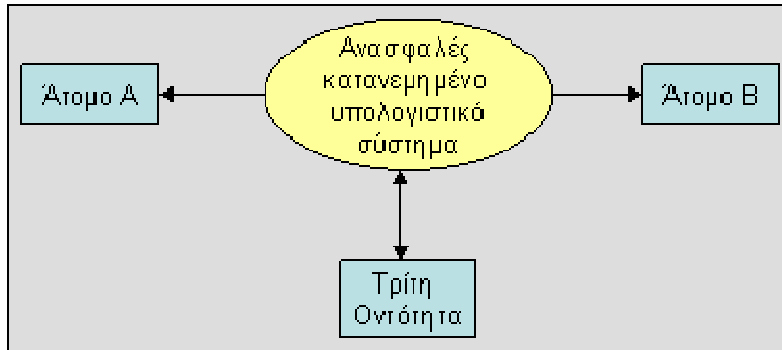 Ανασφαλές
κατανεμημένο
υπολογιστικό
σύστημα
Άτομο Α
Άτομο Β
Τρίτη
Οντότητα